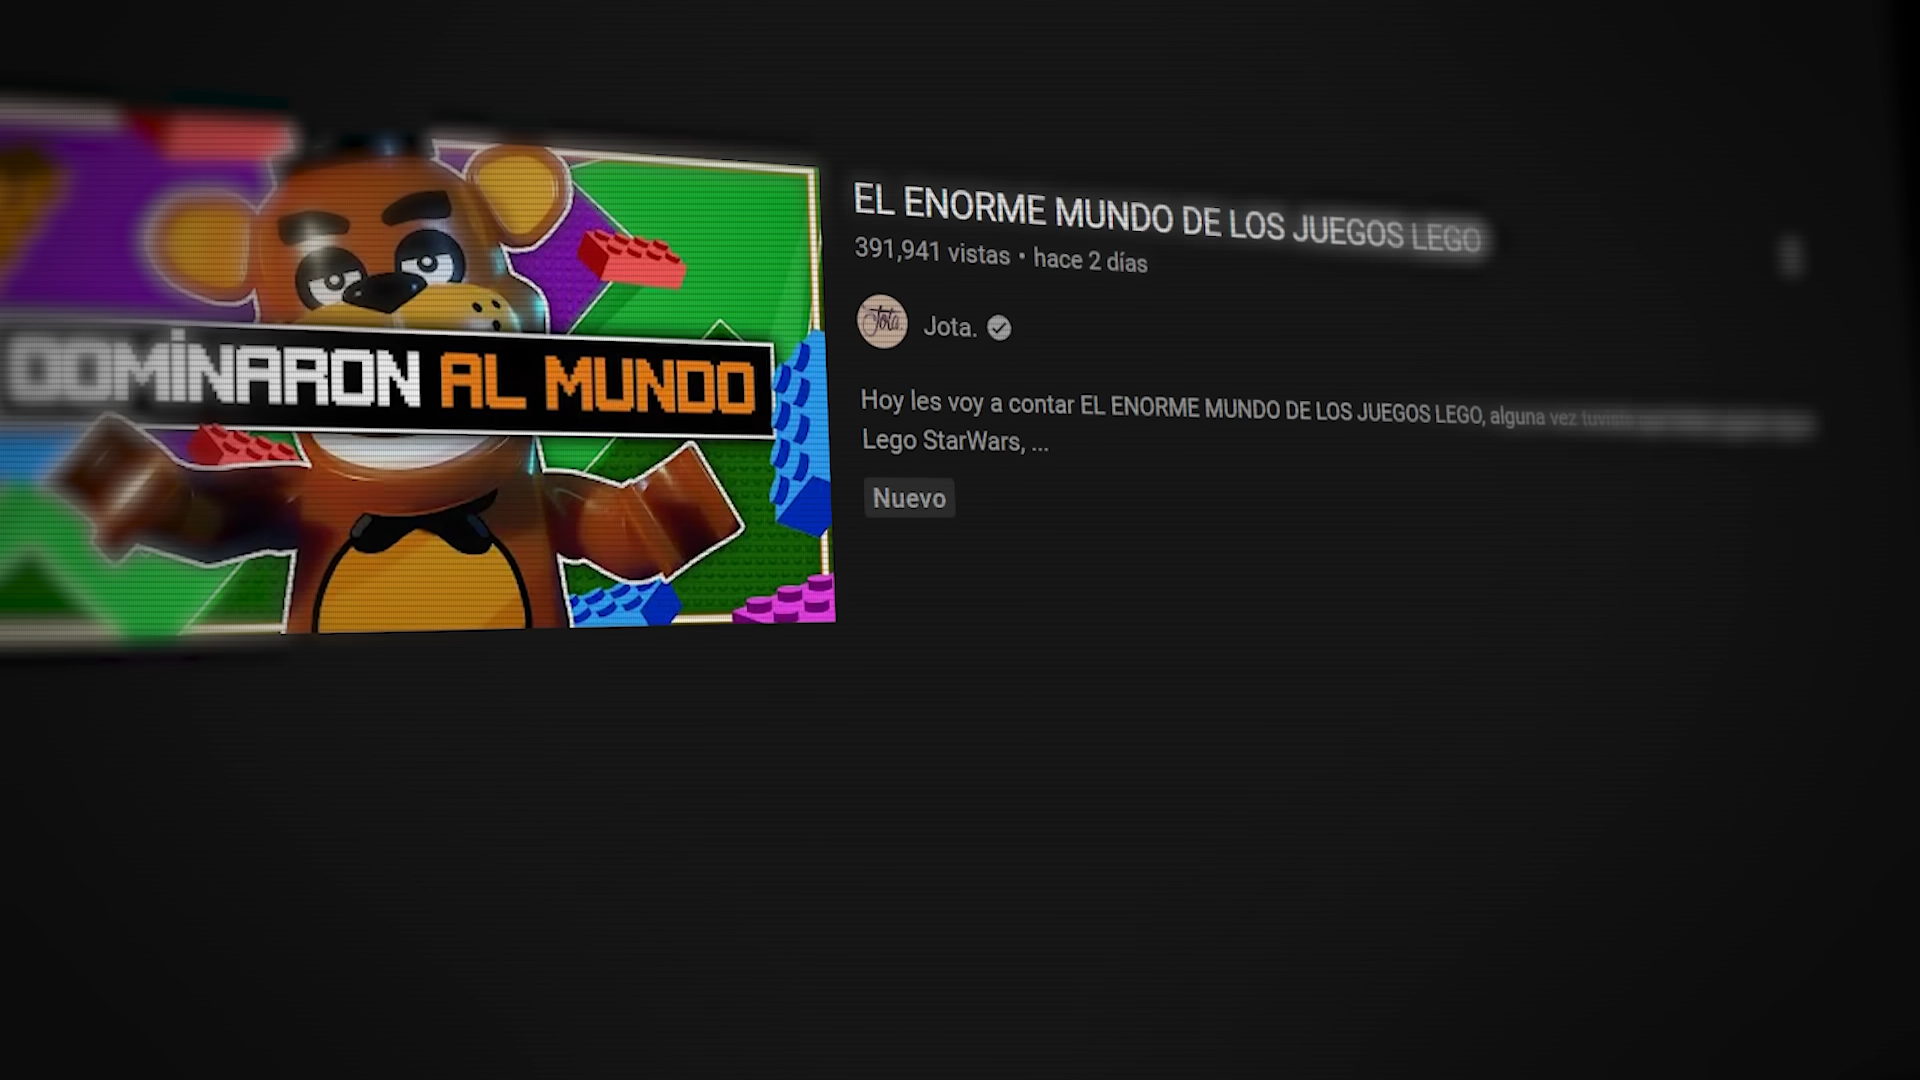 DOMINARON AL MUNDO
EL ENORME MUNDO DE LOS JUEGOS LEGO
391,941 vistas • hace 2 días
Jota.
Jota.
Hoy les voy a contar EL ENORME MUNDO DE LOS JUEGOS LEGO, alguna vez
Lego StarWars, ...
Nuevo